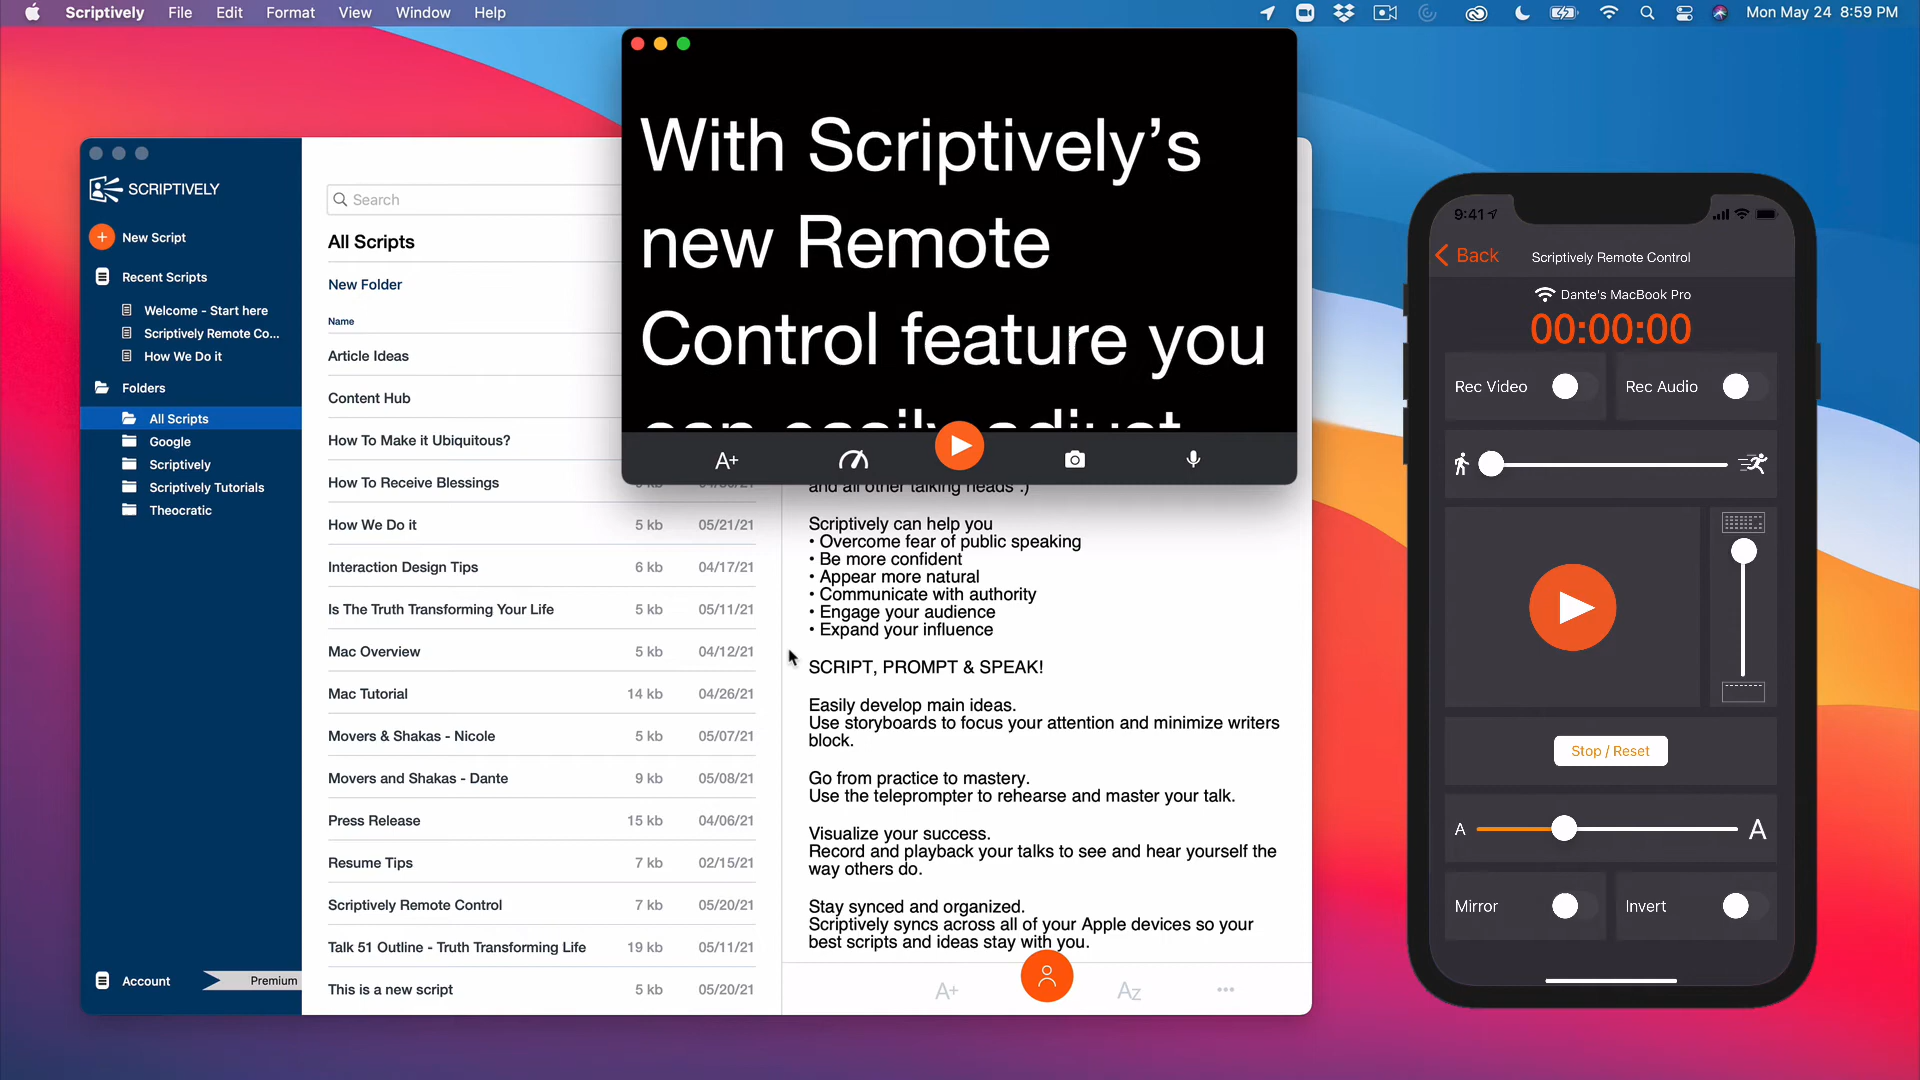 Scriptively File Edit Format View Window Help
Mon May 24 8:59 PM
SCRIPTIVELY
New Script
Recent Scripts
Welcome - Start here
Scriptively Remote Co...
How We Do it
Folders
All Scripts
Google
Scriptively
Scriptively Tutorials
Theocratic
Account
Premium
Search
All Scripts
New Folder
Name
Article Ideas
Content Hub
How To Make it Ubiquitous?
How To Receive Blessings
How We Do it 5 kb 05/21/21
Interaction Design Tips 6 kb 04/17/21
Is The Truth Transforming Your Life 5 kb 05/11/21
Mac Overview 5 kb 04/12/21
Mac Tutorial 14 kb 04/26/21
Movers & Shakas - Nicole 5 kb 05/07/21
Movers and Shakas - Dante 9 kb 05/08/21
Press Release 15 kb 04/06/21
Resume Tips 7 kb 02/15/21
Scriptively Remote Control 7 kb 05/20/21
Talk 51 Outline - Truth Transforming Life 19 kb 05/11/21
This is a new script 5 kb 05/20/21
With Scriptively’s
new Remote
Control feature you
can easily adjust
A+
and all other talking heads :)
Scriptively can help you
• Overcome fear of public speaking
• Be more confident
• Appear more natural
• Communicate with authority
• Engage your audience
• Expand your influence
SCRIPT, PROMPT & SPEAK!
Easily develop main ideas.
Use storyboards to focus your attention and minimize writers
block.
Go from practice to mastery.
Use the teleprompter to rehearse and master your talk.
Visualize your success.
Record and playback your talks to see and hear yourself the
way others do.
Stay synced and organized.
Scriptively syncs across all of your Apple devices so your
best scripts and ideas stay with you.
A+ AZ
9:41
Back Scriptively Remote Control
Dante's MacBook Pro
00:00:00
Rec Video Rec Audio
Stop / Reset
A A
Mirror Invert